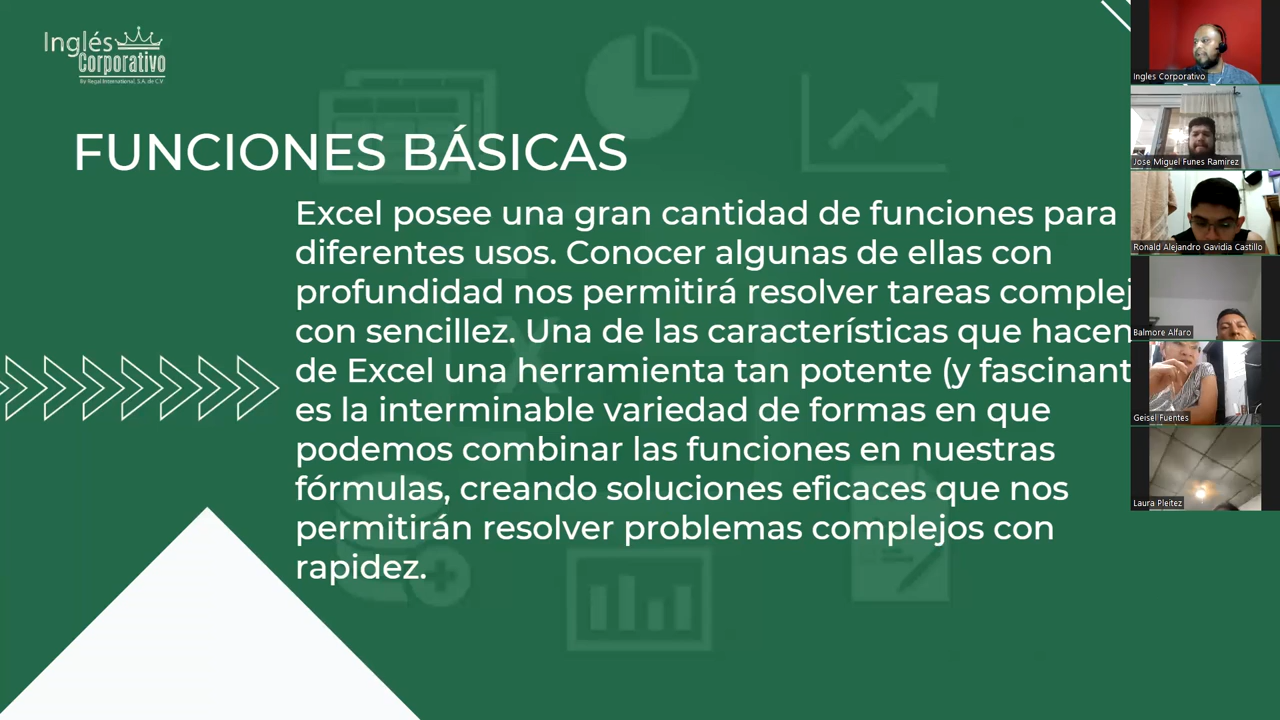 Inglés
Corporativo
By Regal International, S.A. de C.V
FUNCIONES BÁSICAS
Excel posee una gran cantidad de funciones para
diferentes usos. Conocer algunas de ellas con
profundidad nos permitirá resolver tareas complej
con sencillez. Una de las características que hacen
de Excel una herramienta tan potente (y fascinant
es la interminable variedad de formas en que
podemos combinar las funciones en nuestras
fórmulas, creando soluciones eficaces que nos
permitirán resolver problemas complejos con
rapidez.
Ingles Corporativo
Jose Miguel Funes Ramirez
Ronald Alejandro Gavidia Castillo
Balmore Alfaro
Geisel Fuentes
Laura Pleitez